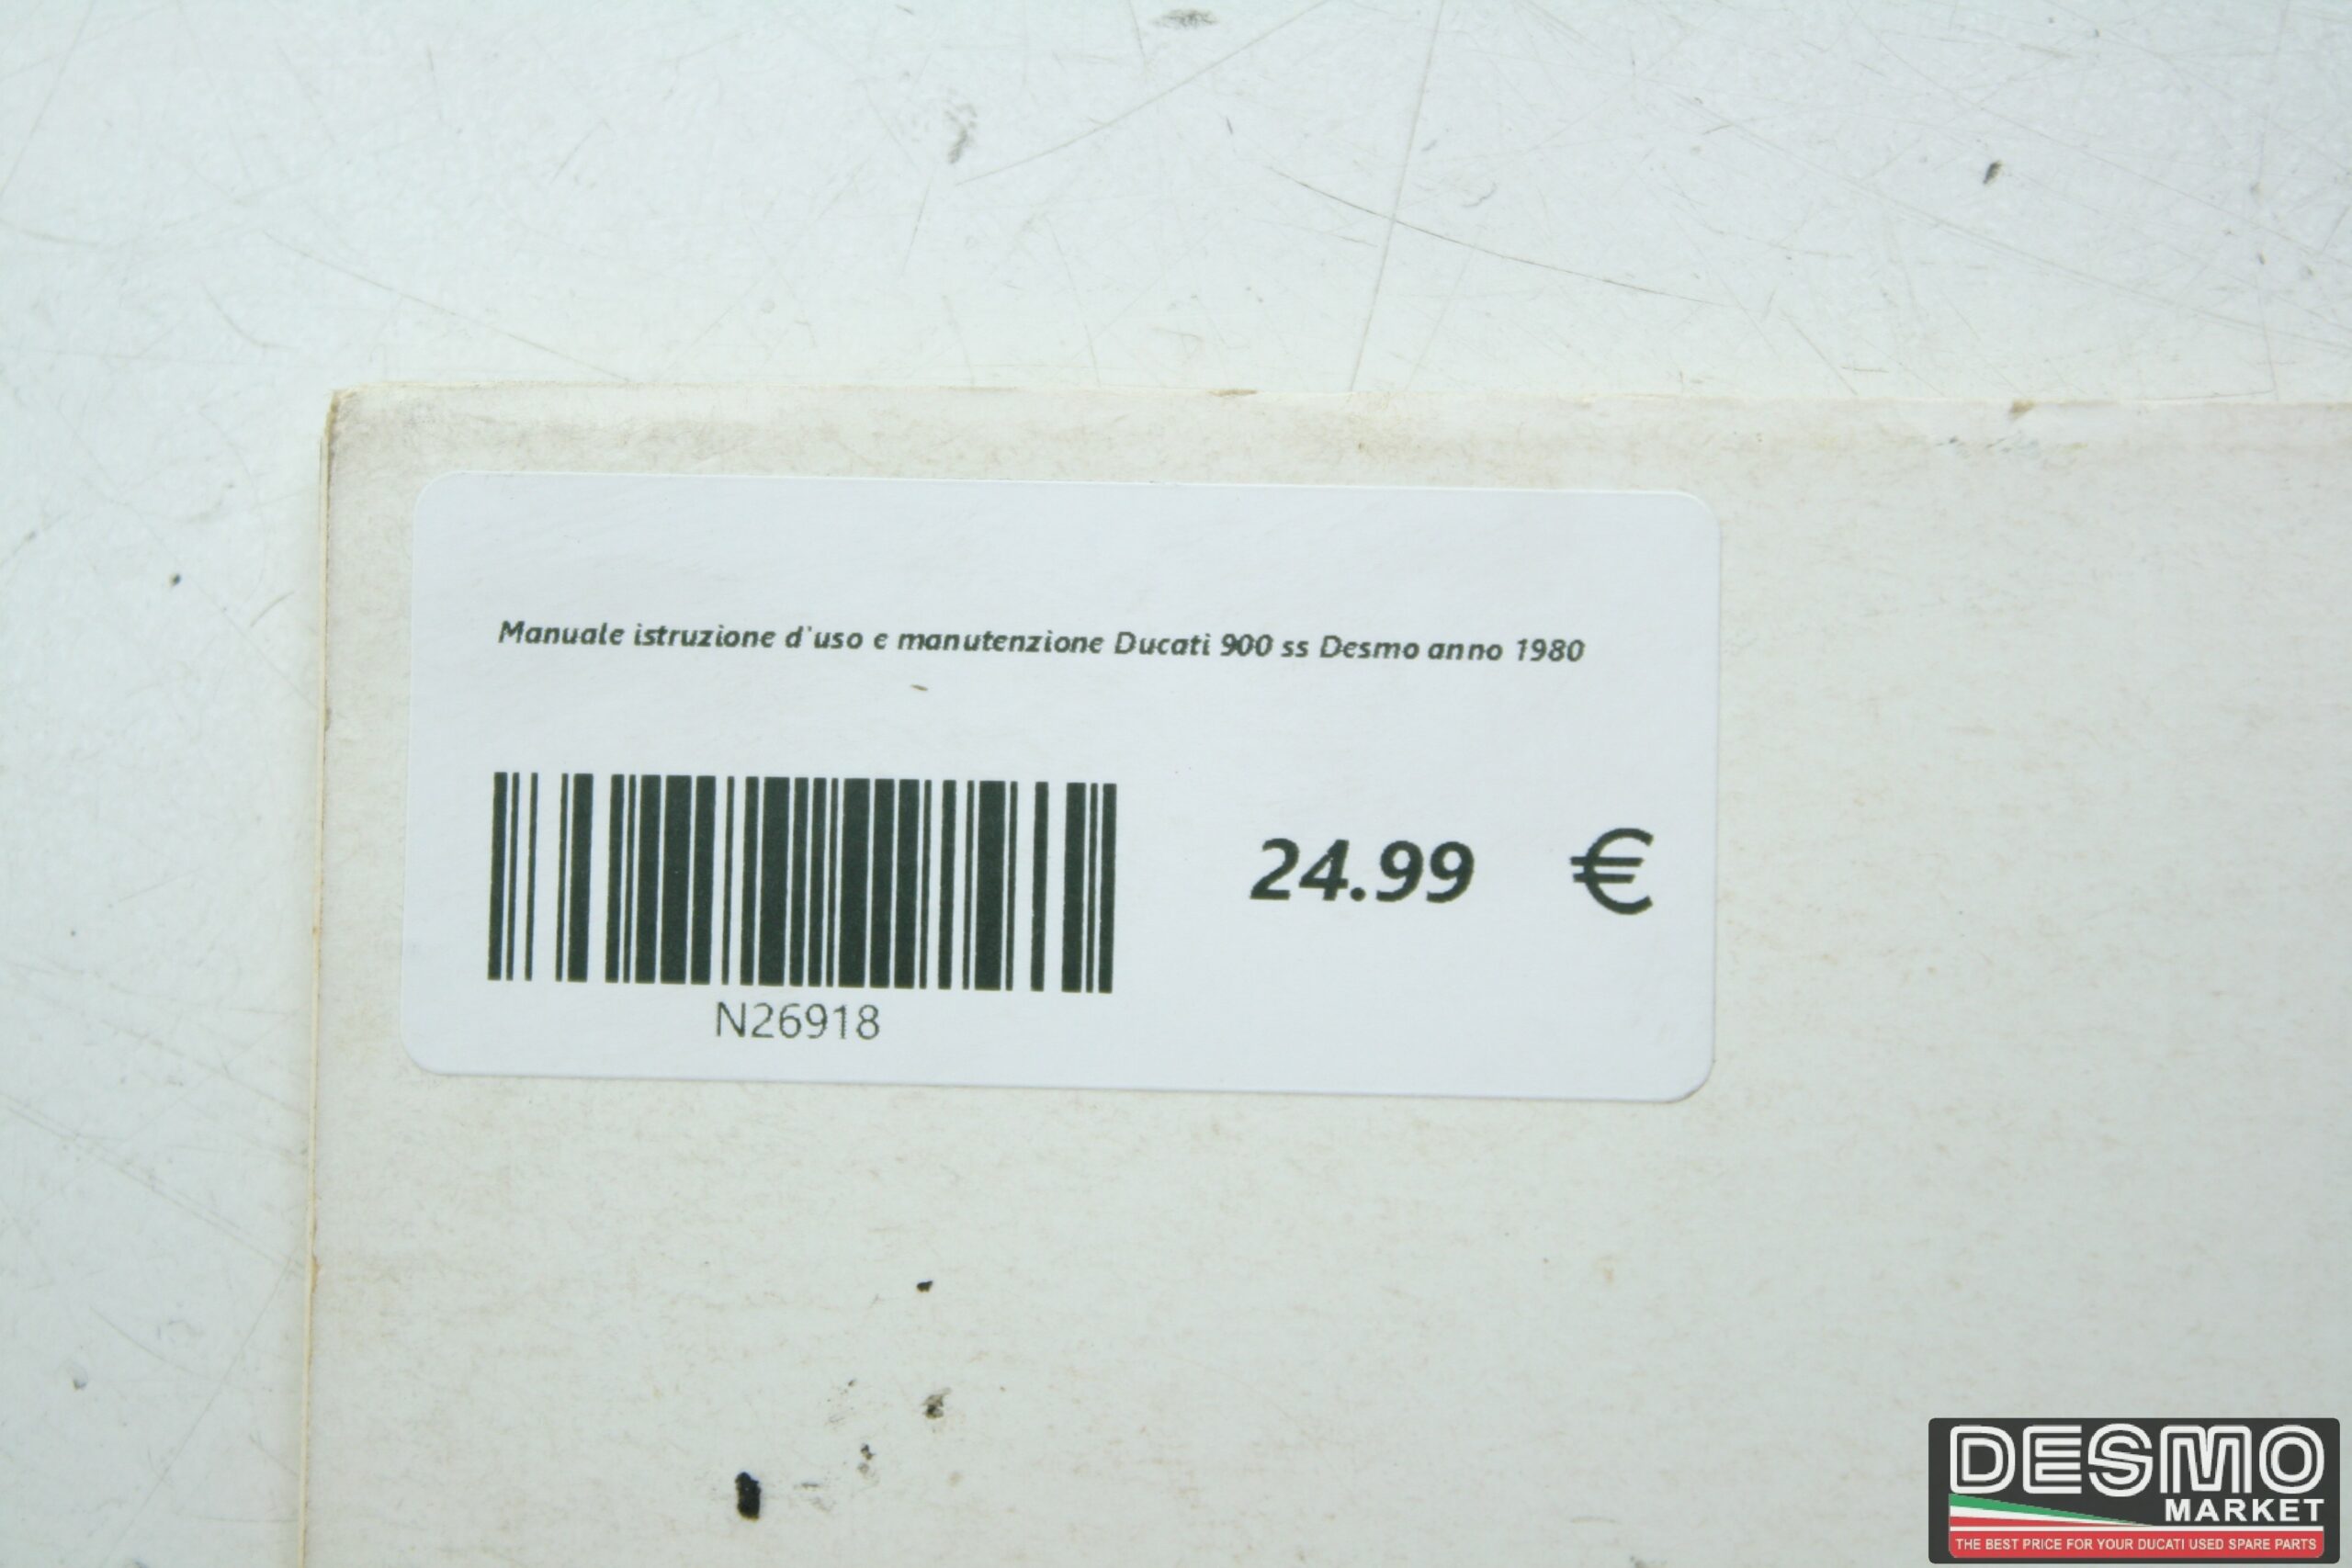 Manuale istruzione d'uso e manutenzione Ducati 900 ss Desmo anno 1980
24.99 €
N26918
DESMO
MARKET
THE BEST PRICE FOR YOUR DUCATI USED SPARE PARTS